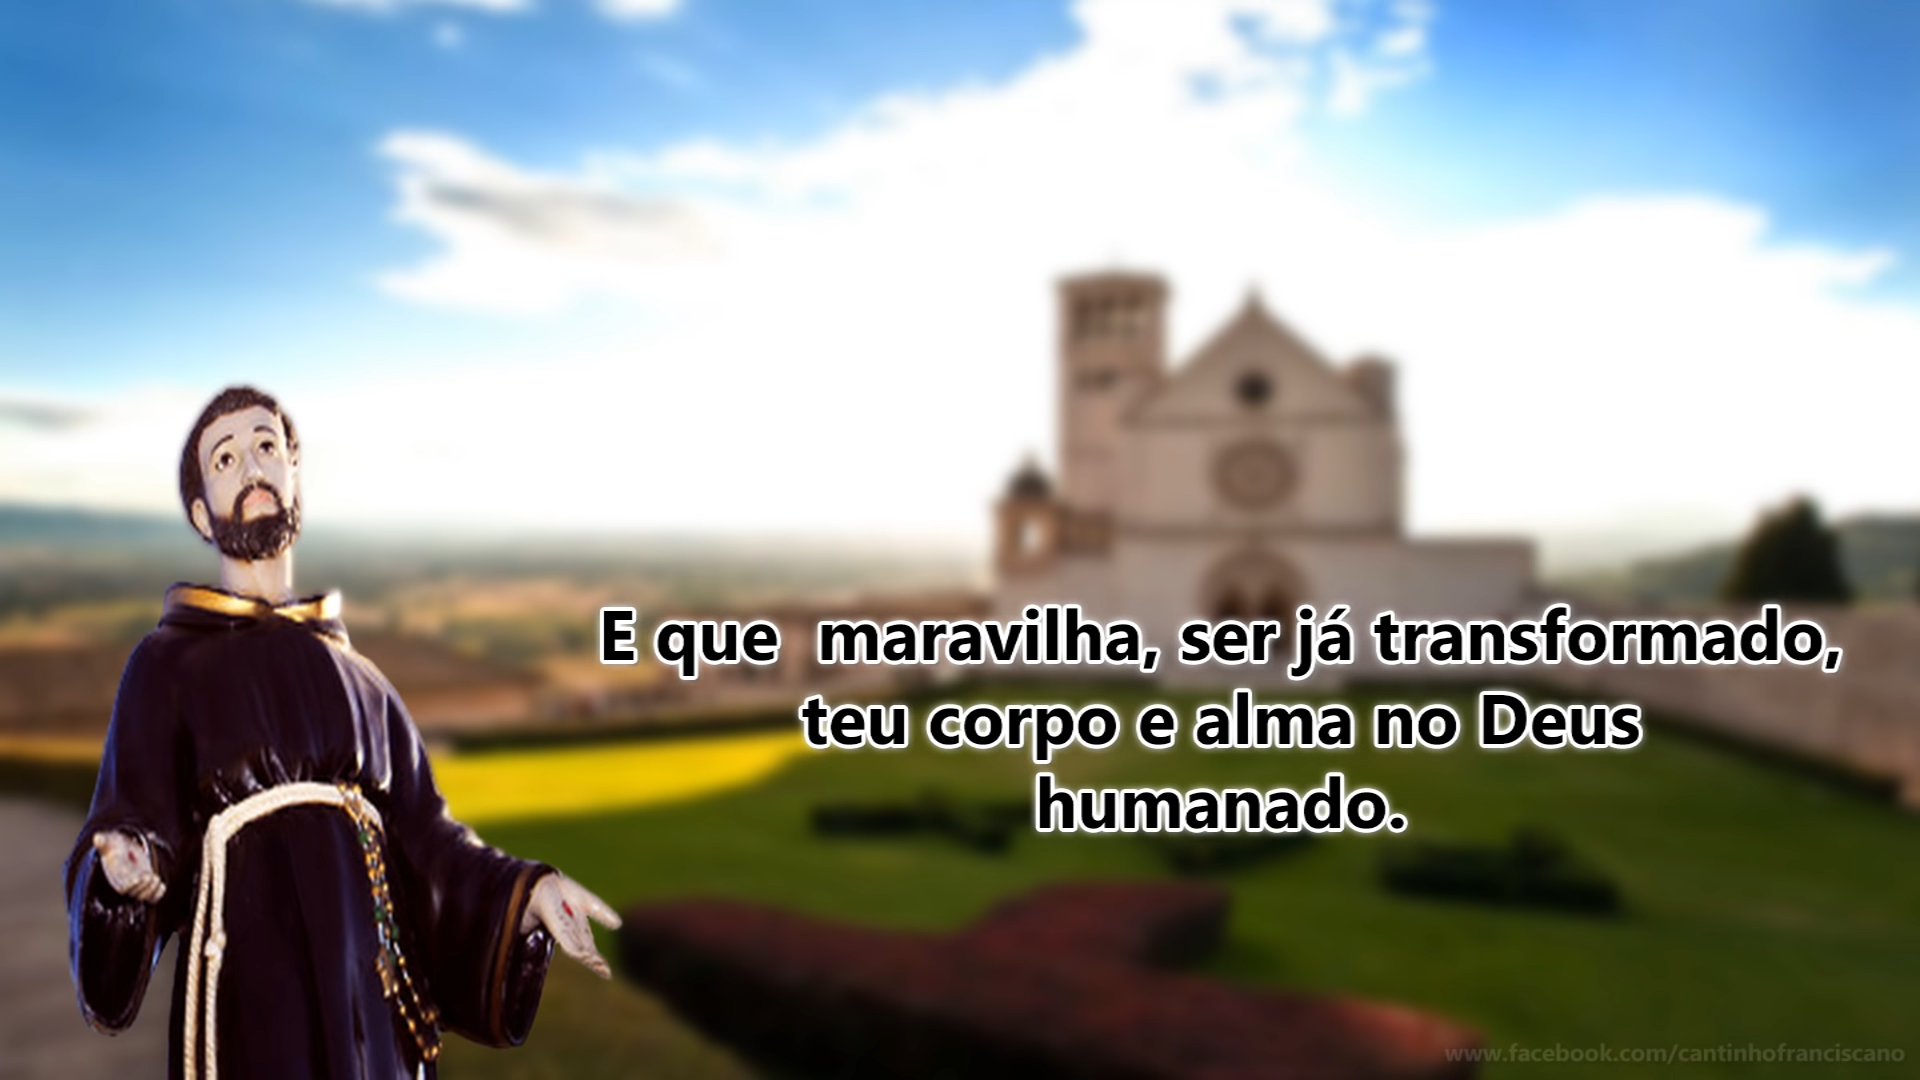 E que  maravilha, ser já transformado,
teu corpo e alma no Deus
humanado.
www.facebook.com/cantinhofranciscano